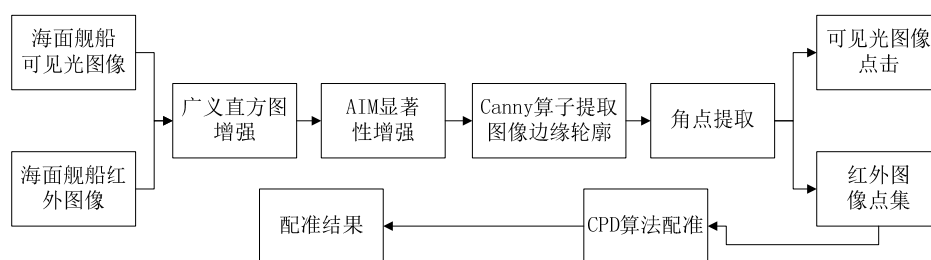 海面舰船
可见光图像
海面舰船红
外图像
广义直方图
增强
AIM显著
性增强
Canny算子提取
图像边缘轮廓
角点提取
可见光图像
点击
红外图
像点集
CPD算法配准
配准结果